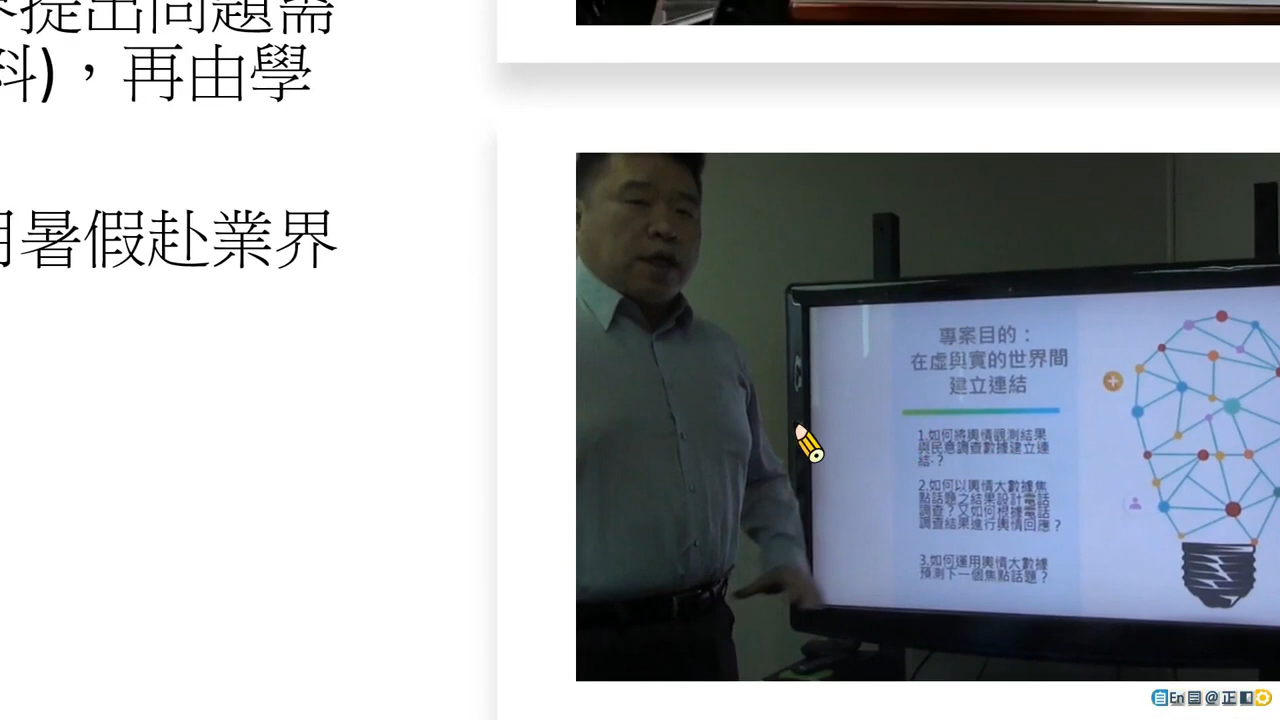 界提出問題需
料)，再由學
用暑假赴業界
專案目的：
在虛與實的世界間
建立連結
1.如何將輿情觀測結果
與民意調查數據建立連
結？
2.如何以輿情大數據焦
點話題之結果設計電話
調查？又如何根據電話
調查結果進行輿情回應？
3.如何運用輿情大數據
預測下一個焦點話題？
En
@
正